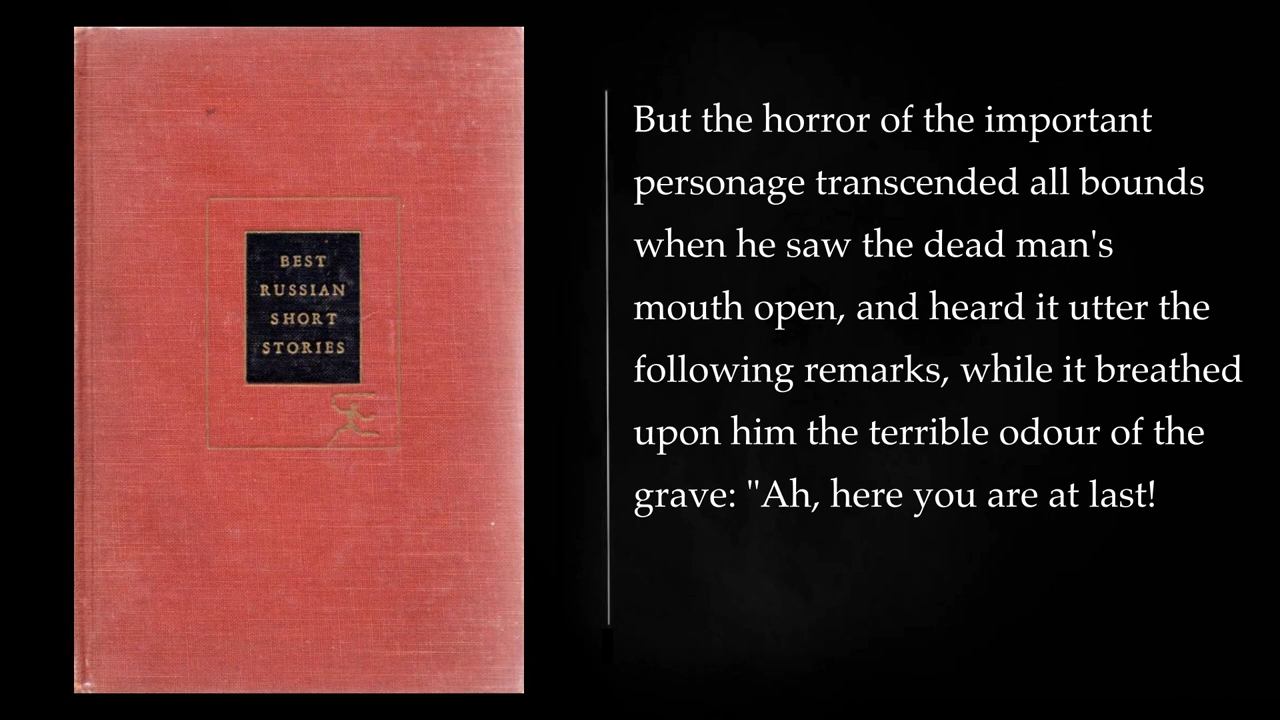 BEST
RUSSIAN
SHORT
STORIES
But the horror of the important
personage transcended all bounds
when he saw the dead man's
mouth open, and heard it utter the
following remarks, while it breathed
upon him the terrible odour of the
grave: "Ah, here you are at last!